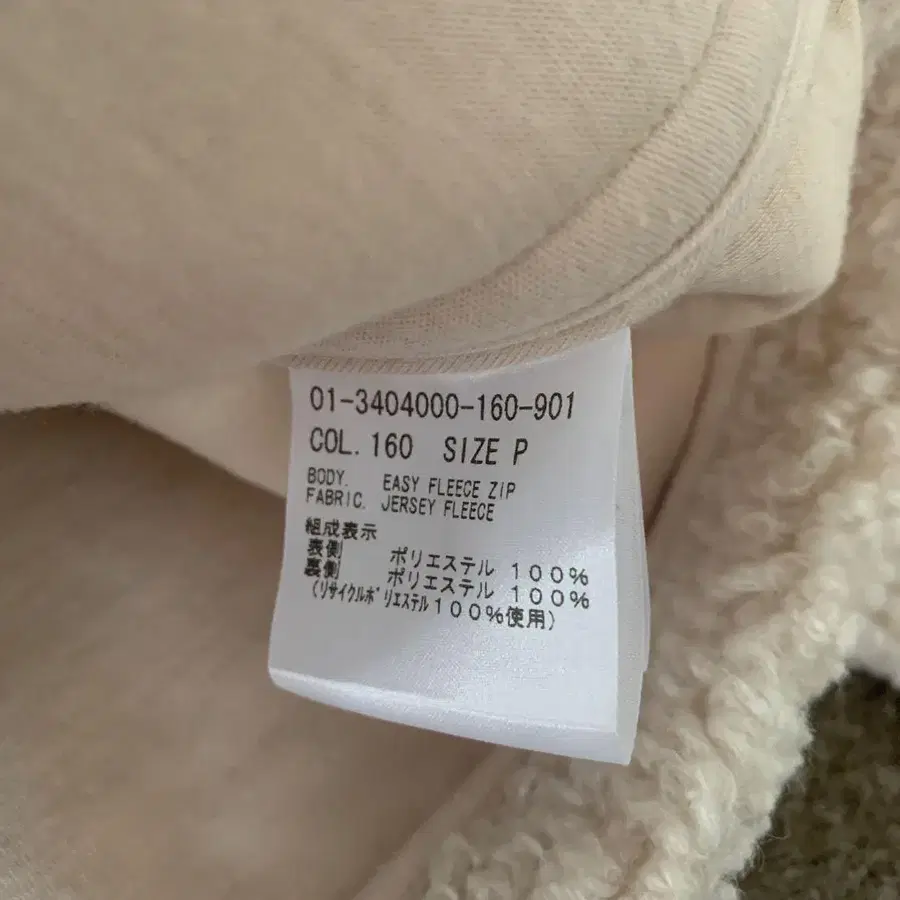 01-3404000-160-901
COL. 160 SIZE P
BODY. EASY FLEECE ZIP
FABRIC. JERSEY FLEECE
組成表示
表側 ポリエステル 100%
裏側 ポリエステル 100%
(リサイクルポリエステル100%使用)